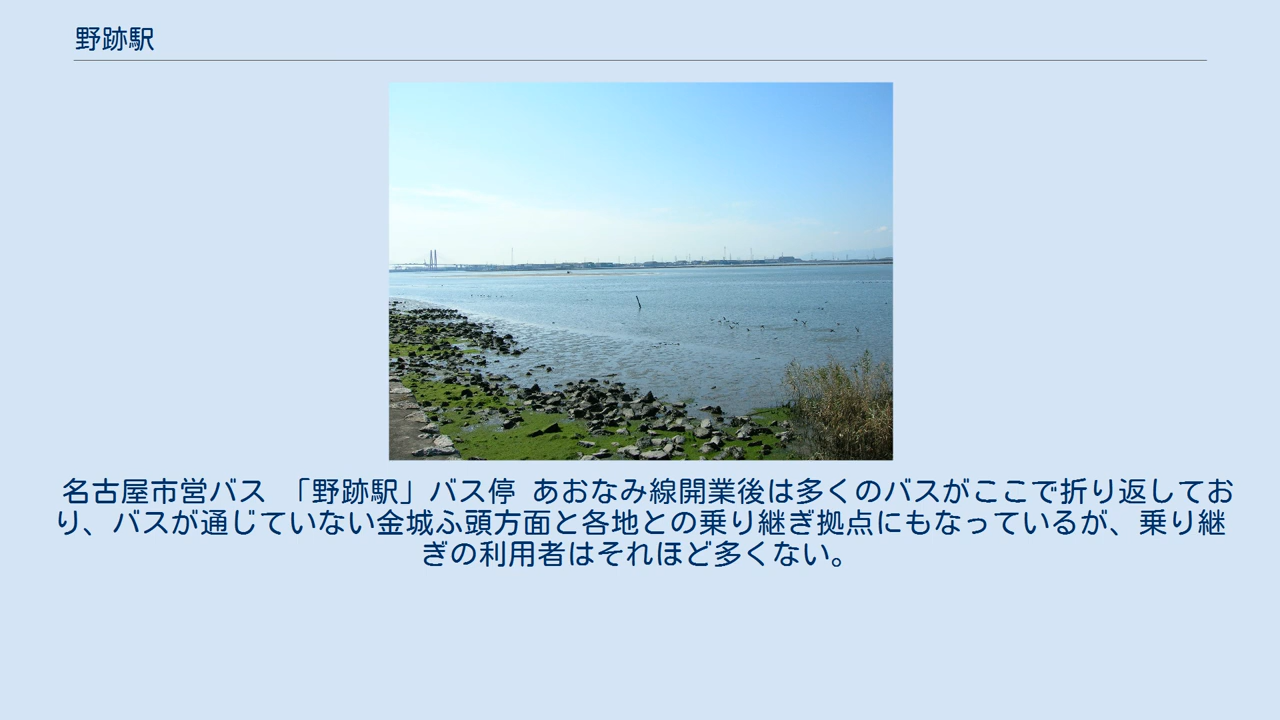 野跡駅
名古屋市営バス 「野跡駅」バス停 あおなみ線開業後は多くのバスがここで折り返してお
り、バスが通じていない金城ふ頭方面と各地との乗り継ぎ拠点にもなっているが、乗り継
ぎの利用者はそれほど多くない。